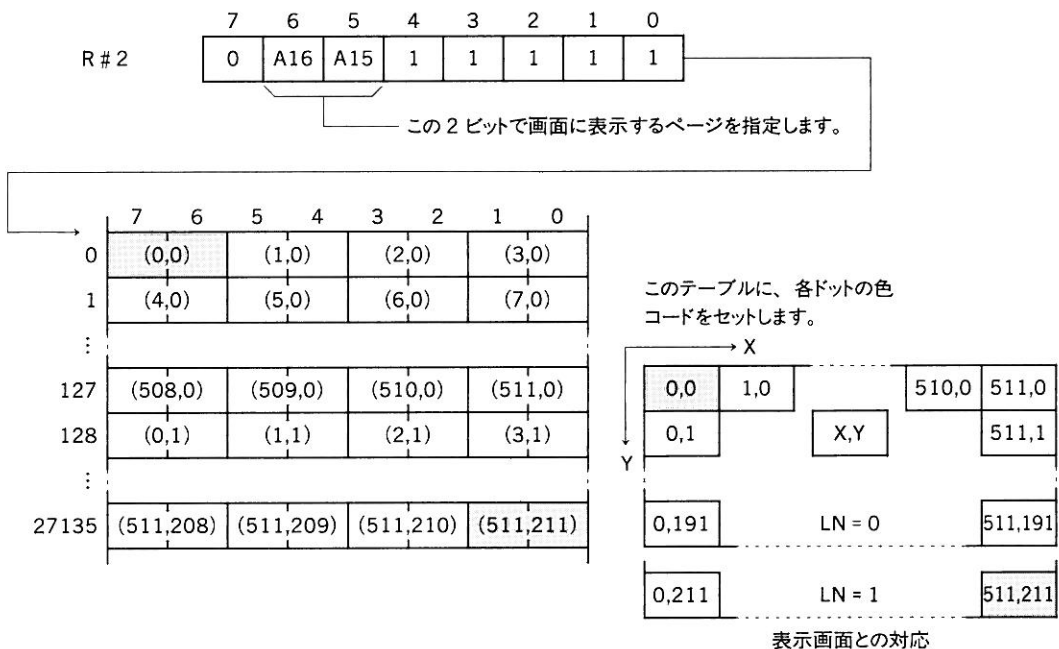 7 6 5 4 3 2 1 0
R#2 0 A16 A15 1 1 1 1 1
この2ビットで画面に表示するページを指定します。
7 6 5 4 3 2 1 0
0 (0,0) (1,0) (2,0) (3,0)
1 (4,0) (5,0) (6,0) (7,0)
⋮
127 (508,0) (509,0) (510,0) (511,0)
128 (0,1) (1,1) (2,1) (3,1)
⋮
27135 (511,208) (511,209) (511,210) (511,211)
このテーブルに、各ドットの色
コードをセットします。
X
0,0 1,0 510,0 511,0
0,1 X,Y 511,1
Y
0,191 LN = 0 511,191
0,211 LN = 1 511,211
表示画面との対応